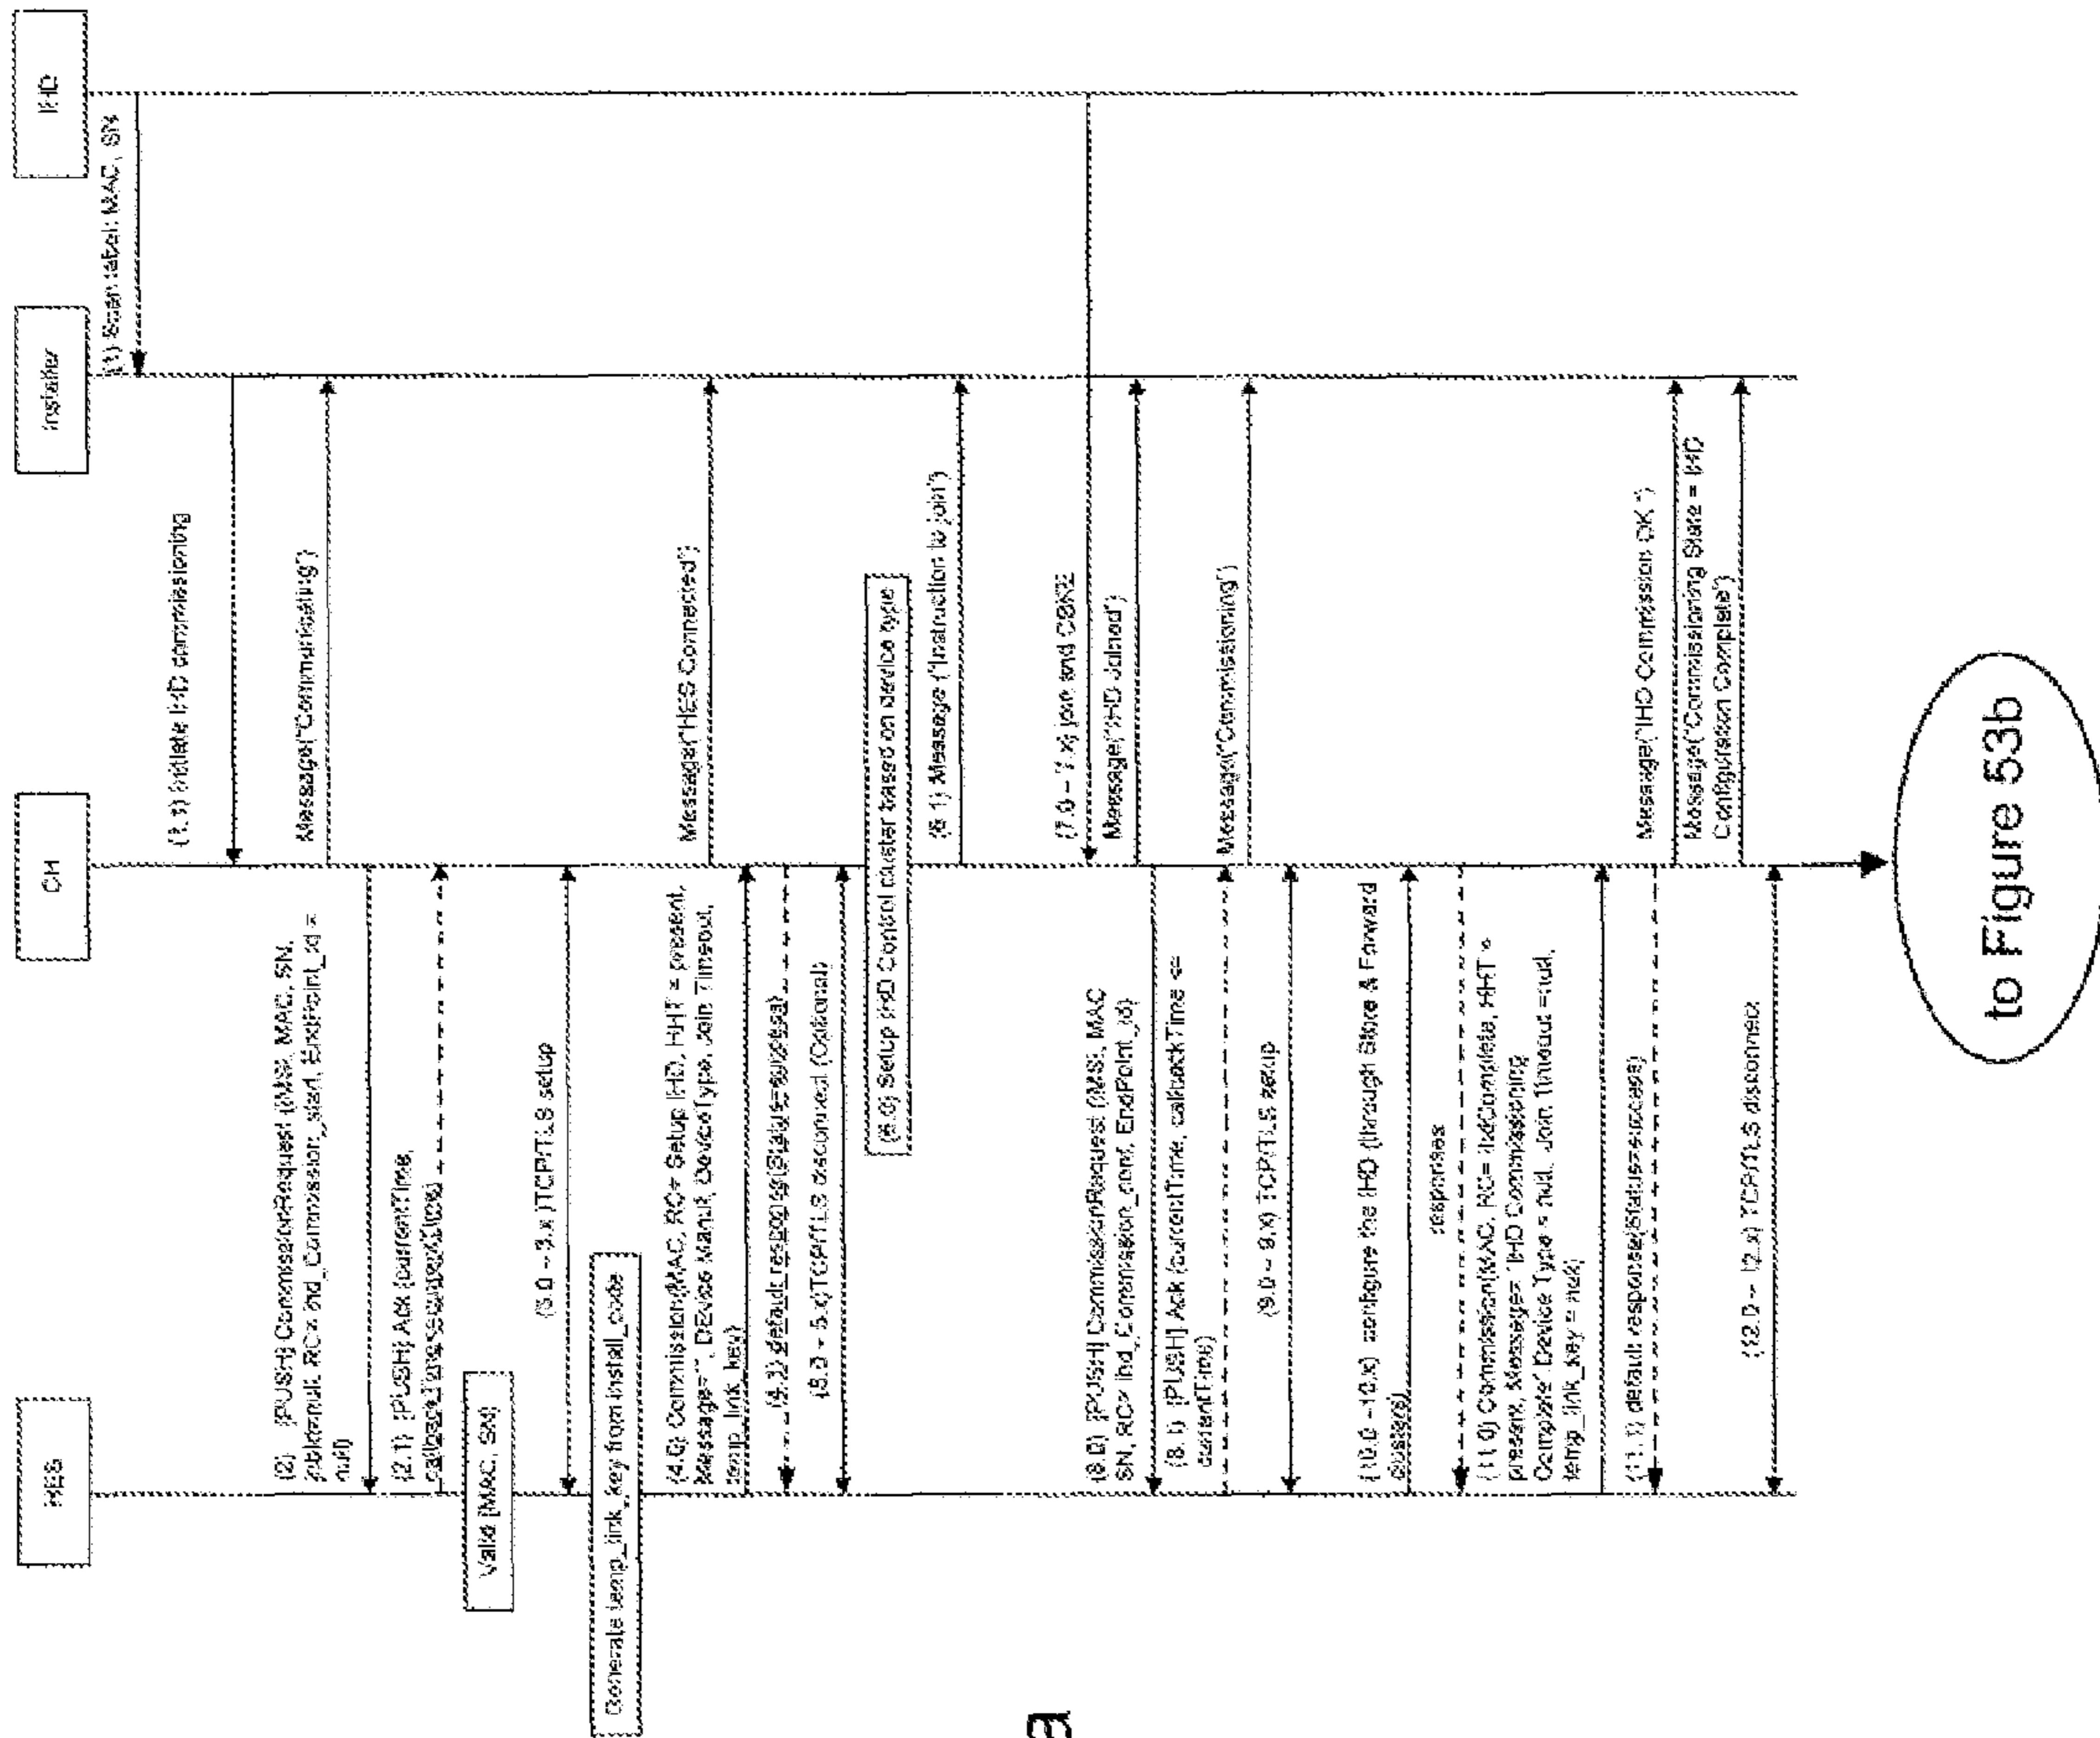 HES
CH
Installer
IHD
(1) Scan label: MAC, SN
(1.x) Initiate IHD commissioning
Message("Communicating")
(2) [PUSH] CommissionRequest (IMSI, MAC, SN,
RC= ihd_Commission_start, EndPoint_id =
null)
(2.1) [PUSH] Ack (currentTime,
Valid [MAC, SN]
(3.0 – 3.x)TCP/TLS setup
Generate temp_link_key from install_code
Message("HES Connected")
(4.0) Commission(MAC, RC= Setup IHD, HHT = present,
Message="", DEvice Manuf, DeviceType, Join Timeout,
temp_link_key)
default response(Status=success)
(5.0 – 5.x)TCP/TLS disconnect (Optional)
(6.0) Setup IHD Control cluster based on device type
(6.1) Message ("Instruction to join")
(7.0 – 7.x) join and CBKE
Message("IHD Joined")
(8.0) [PUSH] CommissionRequest (IMSI, MAC
SN, RC= ihd_Commission_conf, EndPoint_id)
(8.1) [PUSH] Ack (currentTime, callbackTime <=
currentTime)
Message("Commissioning")
(9.0 – 9.x) TCP/TLS setup
(10.0 –10.x) configure the IHD (through Store & Forward
clusters)
responses
(11.0) Commission(MAC, RC= IhdComplete, HHT =
present, Message= "IHD Commissioning
Complete" Device Type = null, Join Timeout =null,
temp_link_key = null)
(11.1) default response(Status=success)
Message("IHD Commission OK ")
Message("Commissioning State = IHD
Configuration Complete")
(12.0 – 12.x) TCP/TLS disconnect
to Figure 53b
a